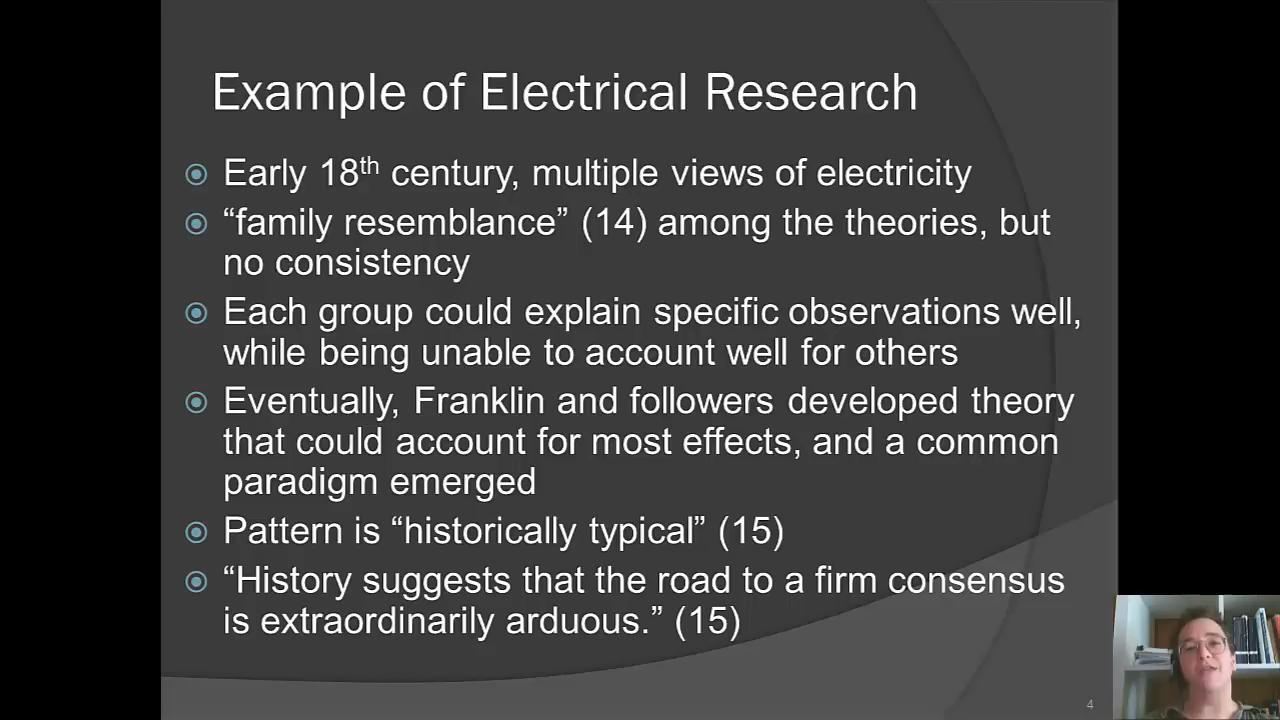 Example of Electrical Research
Early 18th century, multiple views of electricity
“family resemblance” (14) among the theories, but
no consistency
Each group could explain specific observations well,
while being unable to account well for others
Eventually, Franklin and followers developed theory
that could account for most effects, and a common
paradigm emerged
Pattern is “historically typical” (15)
“History suggests that the road to a firm consensus
is extraordinarily arduous.” (15)
4